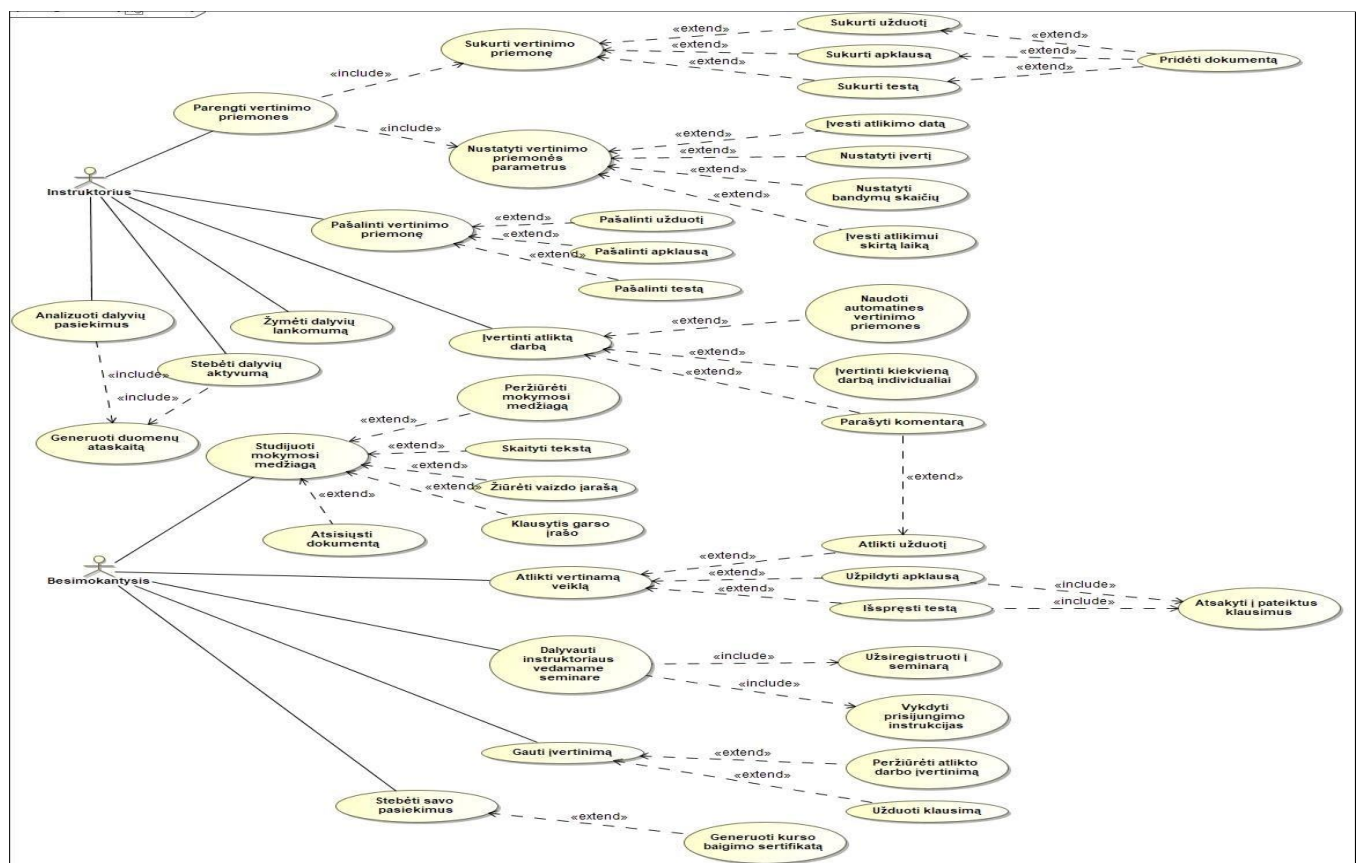 Sukurti vertinimo
priemonę
«extend»
«extend»
«extend»
Sukurti užduotį
Sukurti apklausą
Sukurti testą
«extend»
«extend»
«extend»
Pridėti dokumentą
«include»
Parengti vertinimo
priemones
«include»
Nustatyti vertinimo
priemonės
parametrus
«extend»
«extend»
«extend»
«extend»
Įvesti atlikimo datą
Nustatyti įvertį
Nustatyti
bandymų skaičių
Įvesti atlikimui
skirtą laiką
Instruktorius
Pašalinti vertinimo
priemonę
«extend»
«extend»
«extend»
Pašalinti užduotį
Pašalinti apklausą
Pašalinti testą
Analizuoti dalyvių
pasiekimus
Žymėti dalyvių
lankomumą
Stebėti dalyvių
aktyvumą
«include»
«include»
Generuoti duomenų
ataskaitą
Įvertinti atliktą
darbą
«extend»
«extend»
«extend»
Naudoti
automatines
vertinimo
priemones
Įvertinti kiekvieną
darbą individualiai
Parašyti komentarą
«extend»
Studijuoti
mokymosi
medžiagą
«extend»
«extend»
«extend»
«extend»
«extend»
Peržiūrėti
mokymosi
medžiagą
Skaityti tekstą
Žiūrėti vaizdo įrašą
Klausytis garso
įrašo
Atsisiųsti
dokumentą
Besimokantysis
Atlikti vertinamą
veiklą
«extend»
«extend»
«extend»
Atlikti užduotį
Užpildyti apklausą
Išspręsti testą
«include»
«include»
Atsakyti į pateiktus
klausimus
Dalyvauti
instruktoriaus
vedamame
seminare
«include»
«include»
Užsiregistruoti į
seminarą
Vykdyti
prisijungimo
instrukcijas
Gauti įvertinimą
«extend»
«extend»
Peržiūrėti atlikto
darbo įvertinimą
Užduoti klausimą
Stebėti savo
pasiekimus
«extend»
Generuoti kurso
baigimo sertifikatą